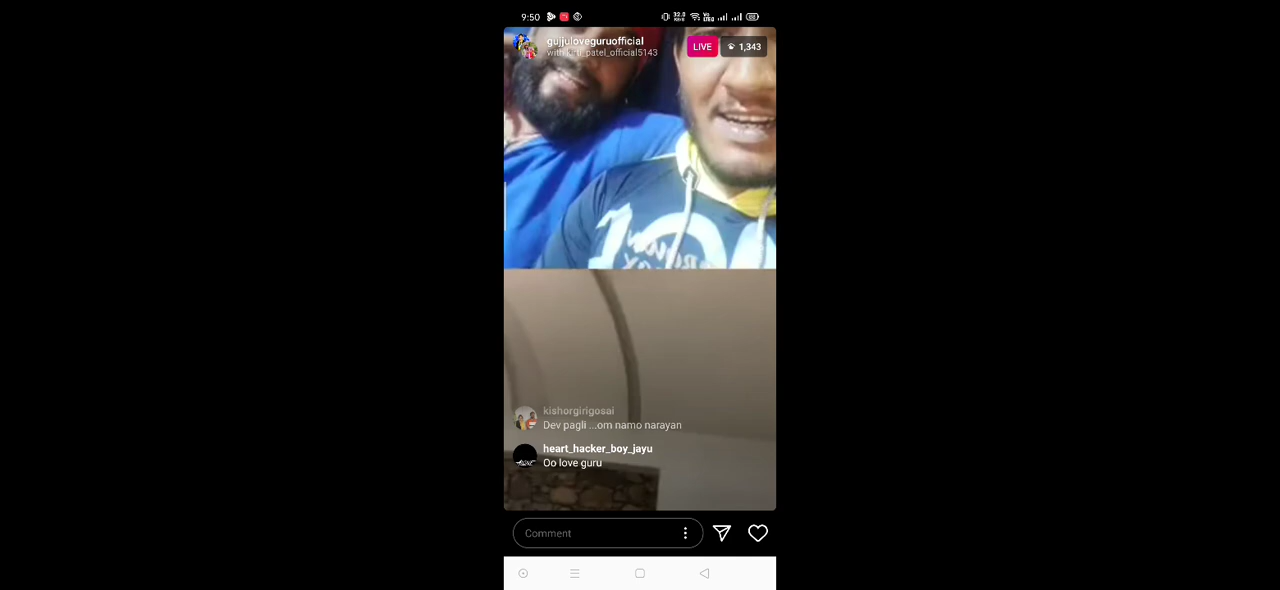 9:50
gujjuloveguruofficial
LIVE
1,343
kishorgirigosai
Dev pagli ...om namo narayan
heart_hacker_boy_jayu
Oo love guru
Comment